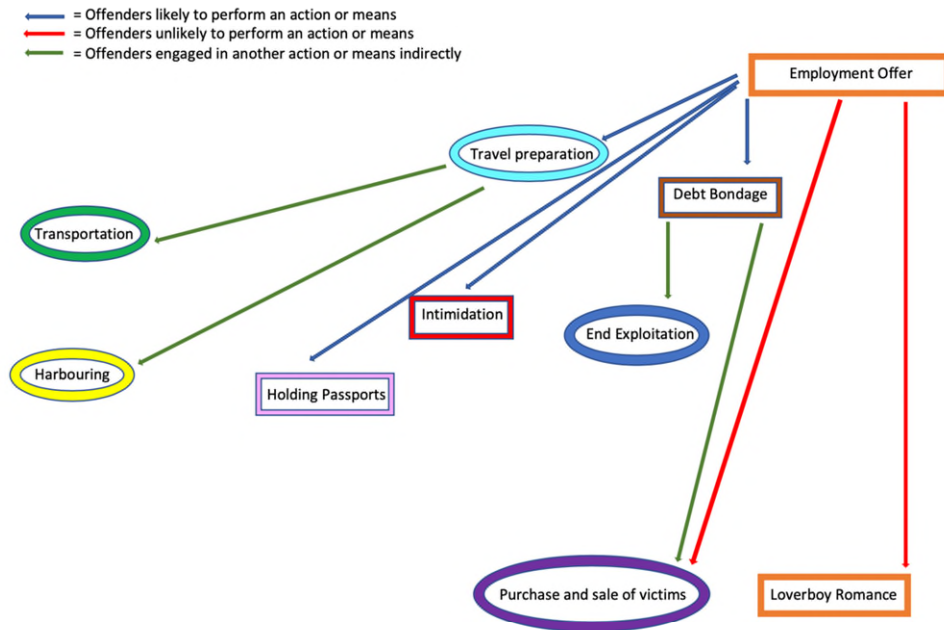 = Offenders likely to perform an action or means
= Offenders unlikely to perform an action or means
= Offenders engaged in another action or means indirectly
Employment Offer
Travel preparation
Debt Bondage
Transportation
Intimidation
End Exploitation
Harbouring
Holding Passports
Purchase and sale of victims
Loverboy Romance